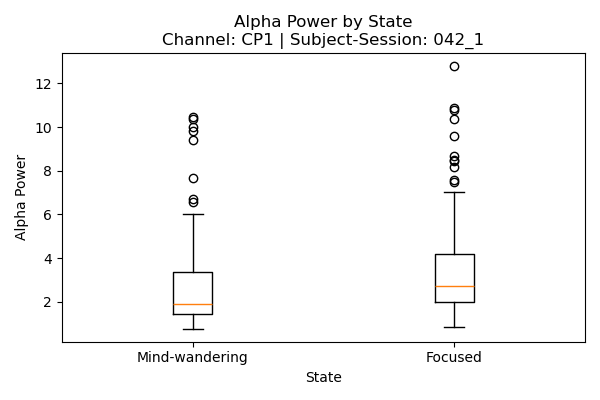 Alpha Power by State
Channel: CP1 | Subject-Session: 042_1
Alpha Power
12
10
8
6
4
2
Mind-wandering
Focused
State